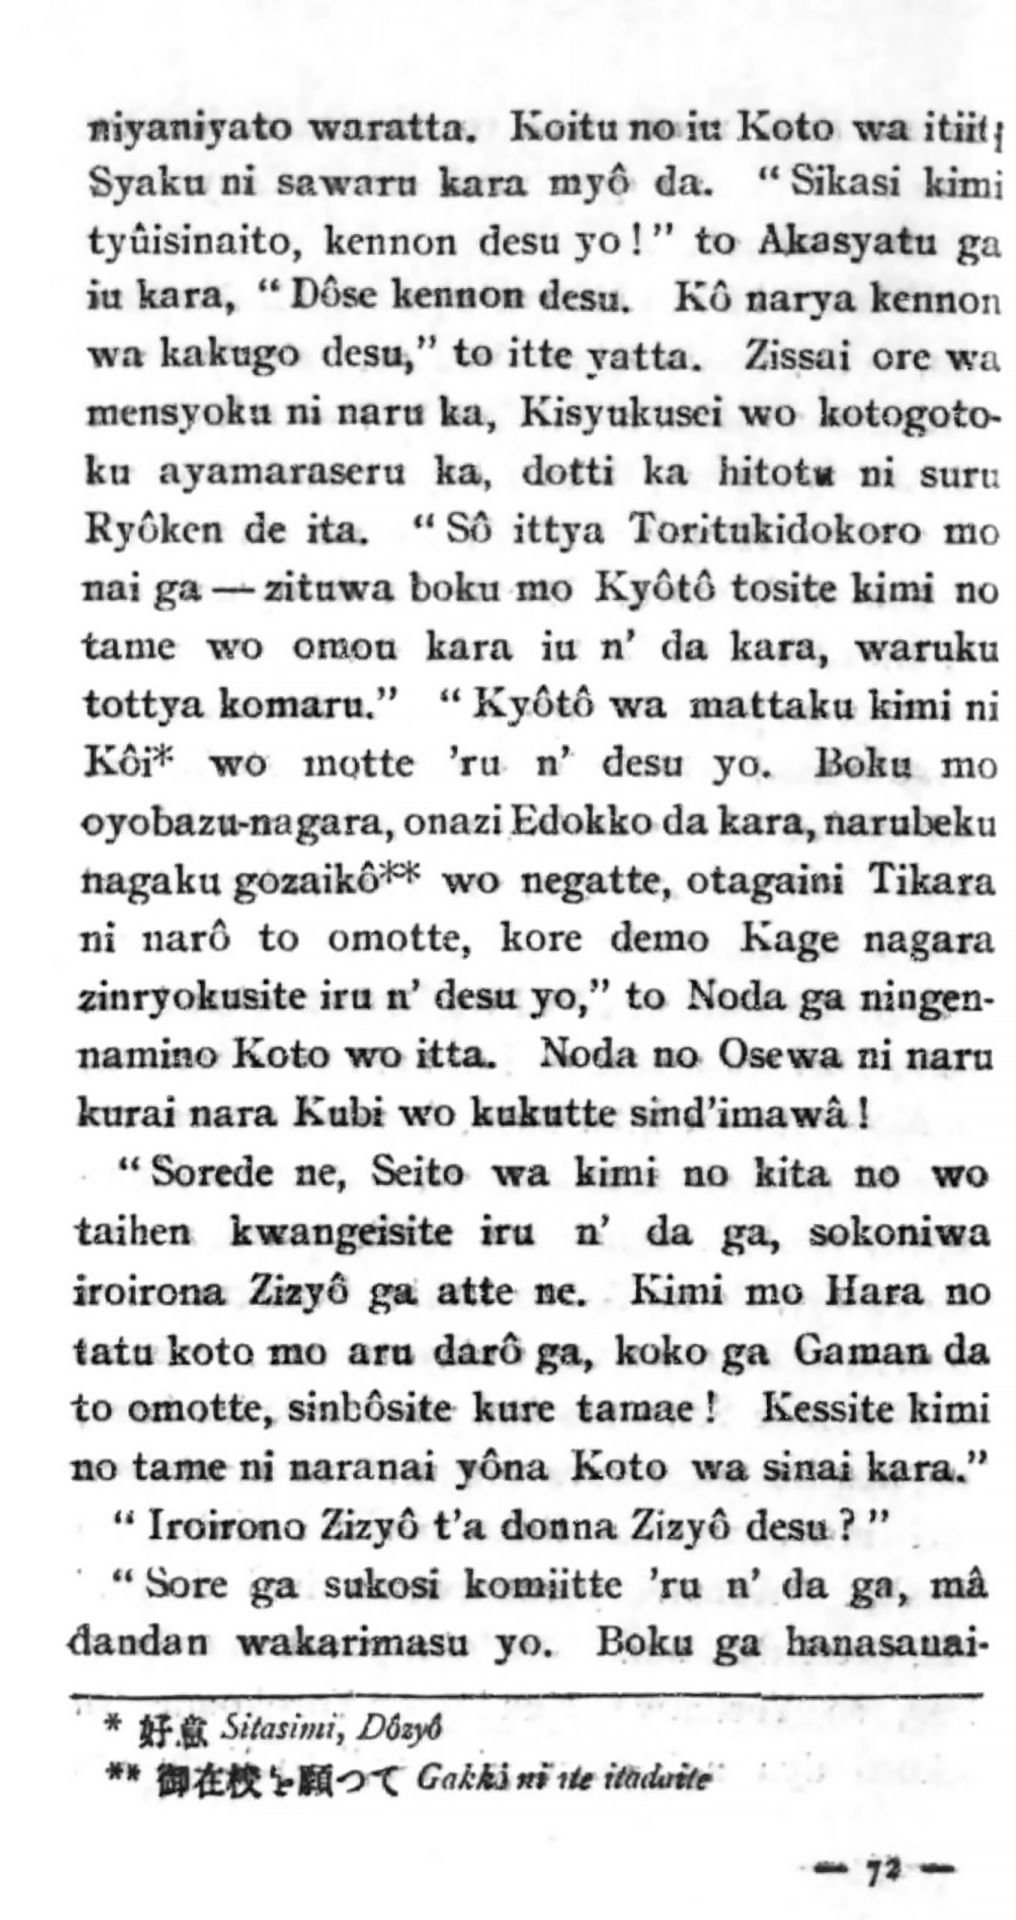 niyaniyato waratta. Koitu no iu Koto wa itiiti
Syaku ni sawaru kara myô da. “ Sikasi kimi
tyûisinaito, kennon desu yo ! ” to Akasyatu ga
iu kara, “ Dôse kennon desu. Kô narya kennon
wa kakugo desu,” to itte yatta. Zissai ore wa
mensyoku ni naru ka, Kisyukusei wo kotogoto-
ku ayamaraseru ka, dotti ka hitotu ni suru
Ryôken de ita. “ Sô ittya Toritukidokoro mo
nai ga — zituwa boku mo Kyôtô tosite kimi no
tame wo omou kara iu n’ da kara, waruku
tottya komaru.” “ Kyôtô wa mattaku kimi ni
Kôi* wo motte ’ru n’ desu yo. Boku mo
oyobazu-nagara, onazi Edokko da kara, narubeku
nagaku gozaikô** wo negatte, otagaini Tikara
ni narô to omotte, kore demo Kage nagara
zinryokusite iru n’ desu yo,” to Noda ga ningen-
namino Koto wo itta. Noda no Osewa ni naru
kurai nara Kubi wo kukutte sind’imawâ !
“ Sorede ne, Seito wa kimi no kita no wo
taihen kwangeisite iru n’ da ga, sokoniwa
iroirona Zizyô ga atte ne. Kimi mo Hara no
tatu koto mo aru darô ga, koko ga Gaman da
to omotte, sinbôsite kure tamae ! Kessite kimi
no tame ni naranai yôna Koto wa sinai kara.”
“ Iroirono Zizyô t’a donna Zizyô desu ? ”
“ Sore ga sukosi komiitte ’ru n’ da ga, mâ
dandan wakarimasu yo. Boku ga hanasanai-
* 好意 Sitasimi, Dôzyô
** 御在校を願つて Gakkô ni ite itadaite
— 72 —